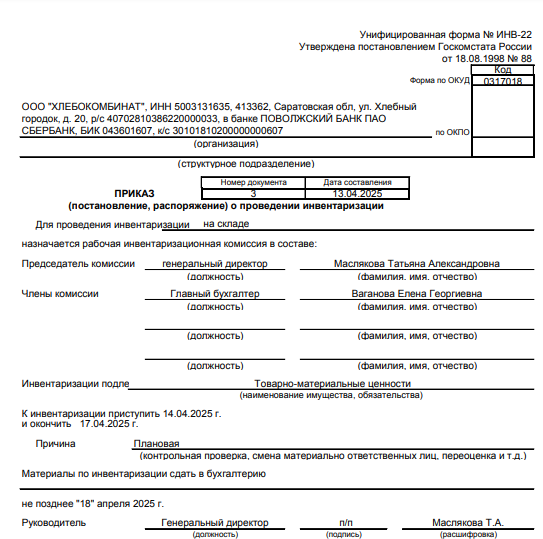 Унифицированная форма № ИНВ-22
Утверждена постановлением Госкомстата России
от 18.08.1998 № 88
Код
Форма по ОКУД 0317018
ООО "ХЛЕБОКОМБИНАТ", ИНН 5003131635, 413362, Саратовская обл, ул. Хлебный
городок, д. 20, р/с 40702810386220000033, в банке ПОВОЛЖСКИЙ БАНК ПАО
СБЕРБАНК, БИК 043601607, к/с 30101810200000000607
по ОКПО
(организация)
(структурное подразделение)
Номер документа Дата составления
ПРИКАЗ 3 13.04.2025
(постановление, распоряжение) о проведении инвентаризации
Для проведения инвентаризации на складе
назначается рабочая инвентаризационная комиссия в составе:
Председатель комиссии генеральный директор Маслякова Татьяна Александровна
(должность) (фамилия, имя, отчество)
Члены комиссии Главный бухгалтер Ваганова Елена Георгиевна
(должность) (фамилия, имя, отчество)
(должность) (фамилия, имя, отчество)
(должность) (фамилия, имя, отчество)
Инвентаризации подле Товарно-материальные ценности
(наименование имущества, обязательства)
К инвентаризации приступить 14.04.2025 г.
и окончить 17.04.2025 г.
Причина Плановая
(контрольная проверка, смена материально ответственных лиц, переоценка и т.д.)
Материалы по инвентаризации сдать в бухгалтерию
не позднее "18" апреля 2025 г.
Руководитель Генеральный директор п/п Маслякова Т.А.
(должность) (подпись) (расшифровка)